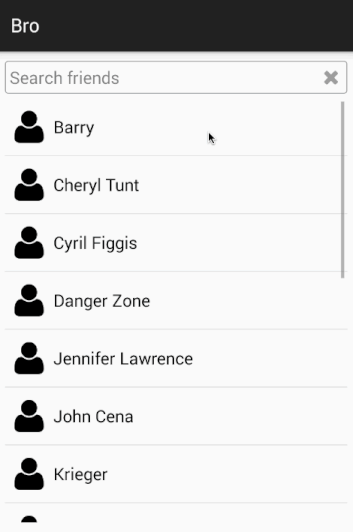 Bro
Search friends
Barry
Cheryl Tunt
Cyril Figgis
Danger Zone
Jennifer Lawrence
John Cena
Krieger